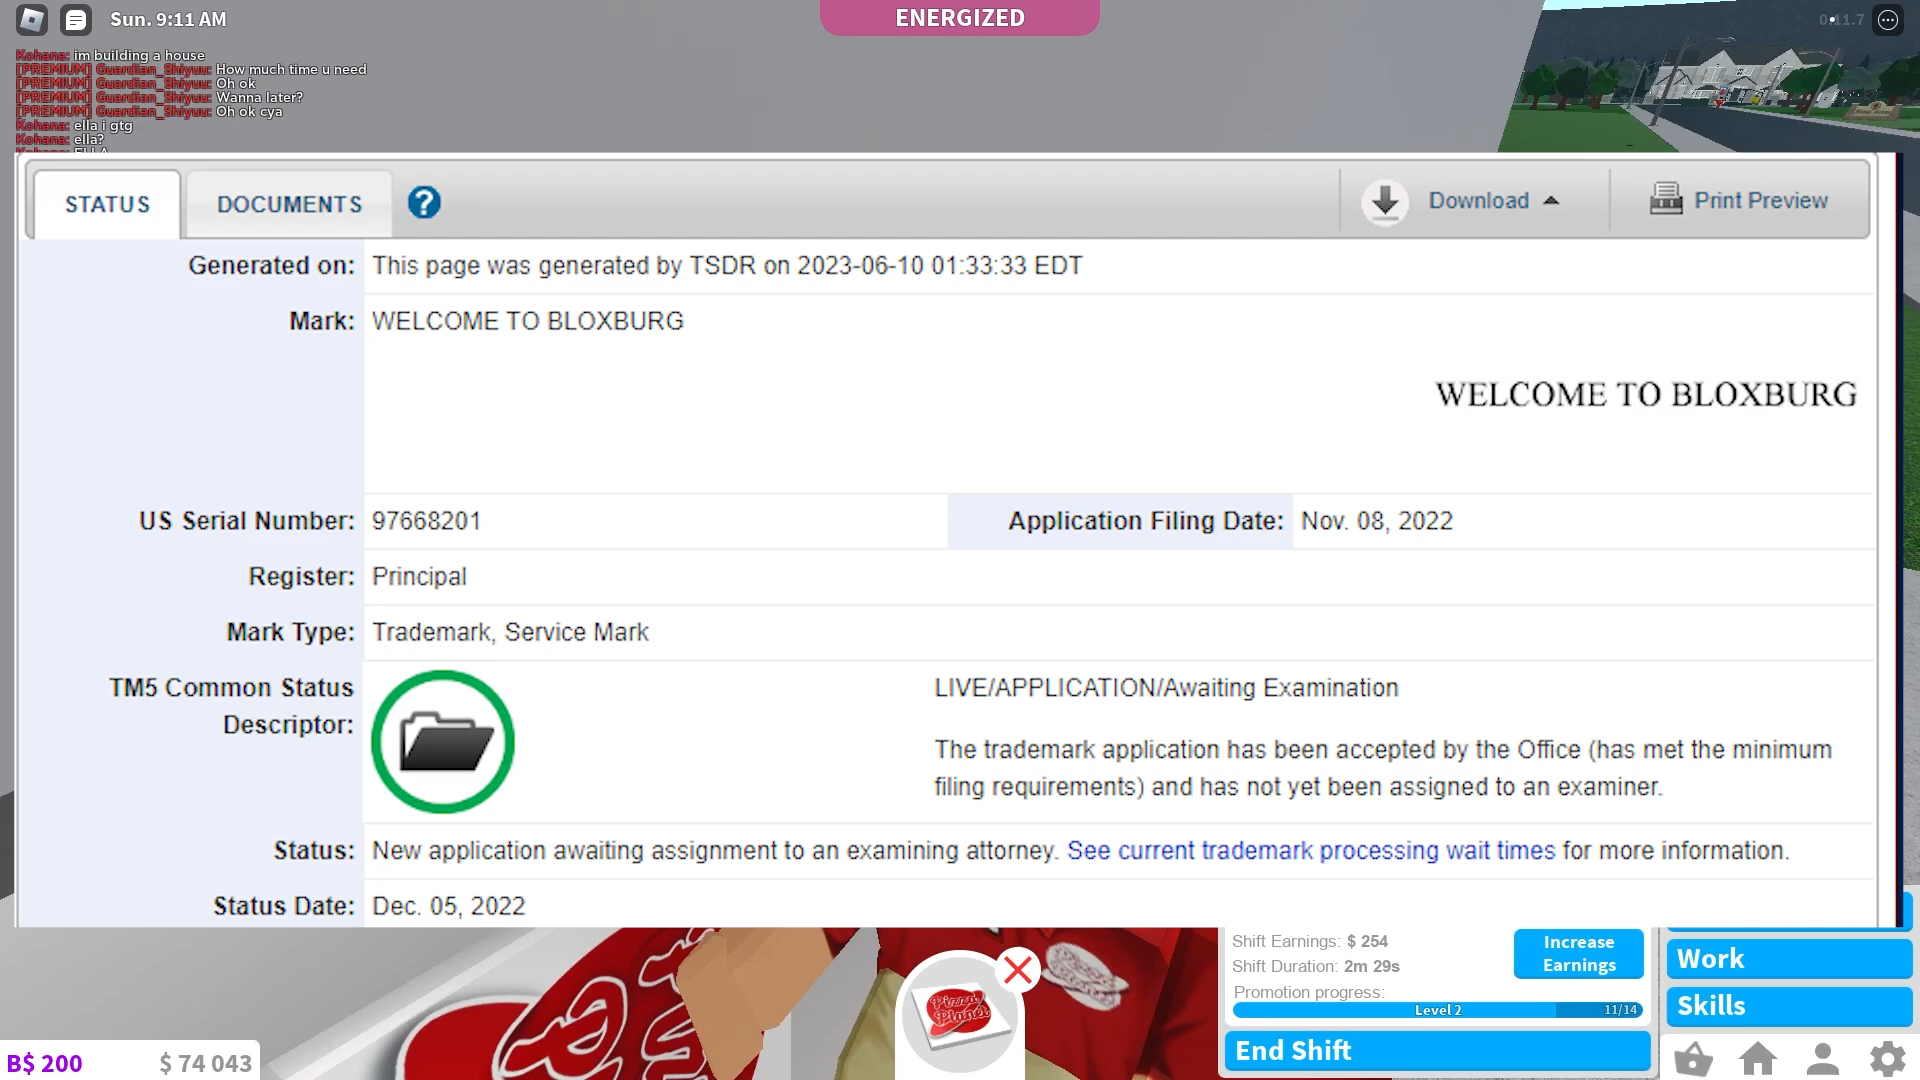 Sun. 9:11 AM
ENERGIZED
0.11.7
Kohana: im building a house
[PREMIUM] Guardian_Shiyuu: How much time u need
[PREMIUM] Guardian_Shiyuu: Oh ok
[PREMIUM] Guardian_Shiyuu: Wanna later?
[PREMIUM] Guardian_Shiyuu: Oh ok cya
Kohana: ella i gtg
Kohana: ella?
STATUS DOCUMENTS ? Download Print Preview
Generated on: This page was generated by TSDR on 2023-06-10 01:33:33 EDT
Mark: WELCOME TO BLOXBURG
WELCOME TO BLOXBURG
US Serial Number: 97668201 Application Filing Date: Nov. 08, 2022
Register: Principal
Mark Type: Trademark, Service Mark
TM5 Common Status
Descriptor:
LIVE/APPLICATION/Awaiting Examination
The trademark application has been accepted by the Office (has met the minimum
filing requirements) and has not yet been assigned to an examiner.
Status: New application awaiting assignment to an examining attorney. See current trademark processing wait times for more information.
Status Date: Dec. 05, 2022
Shift Earnings: $ 254
Shift Duration: 2m 29s
Increase
Earnings
Promotion progress:
Level 2 11/14
End Shift
Work
Skills
Pizza
Planet
B$ 200 $ 74 043